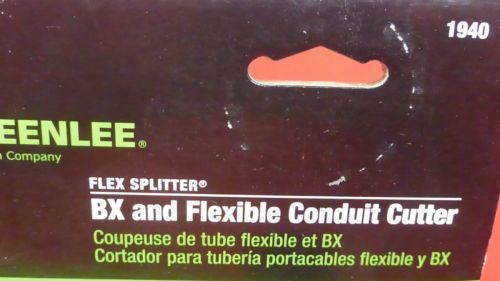 1940
EENLEE®
Company
FLEX SPLITTER®
BX and Flexible Conduit Cutter
Coupeuse de tube flexible et BX
Cortador para tubería portacables flexible y BX